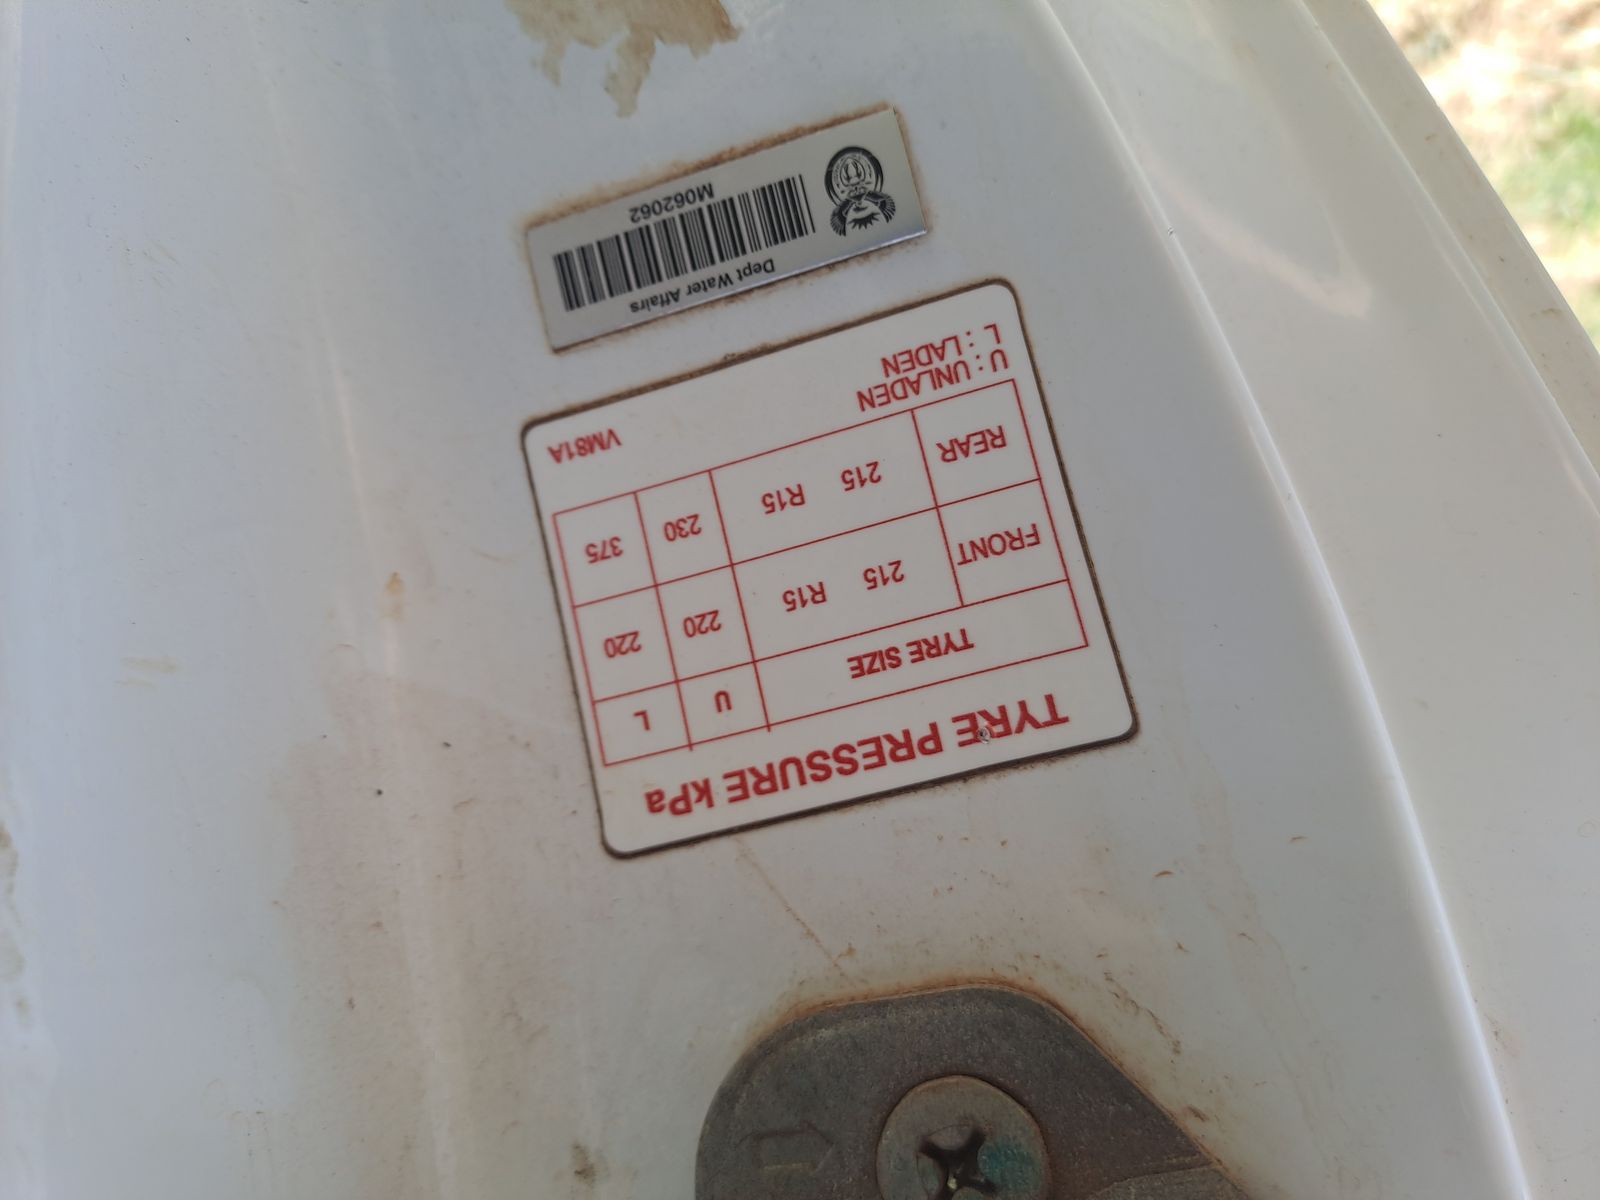 TYRE PRESSURE kPa
TYRE SIZE U L
FRONT 215 R15 220 220
REAR 215 R15 230 375
U : UNLADEN
L : LADEN
VM81A
Dept Water Affairs
M062062